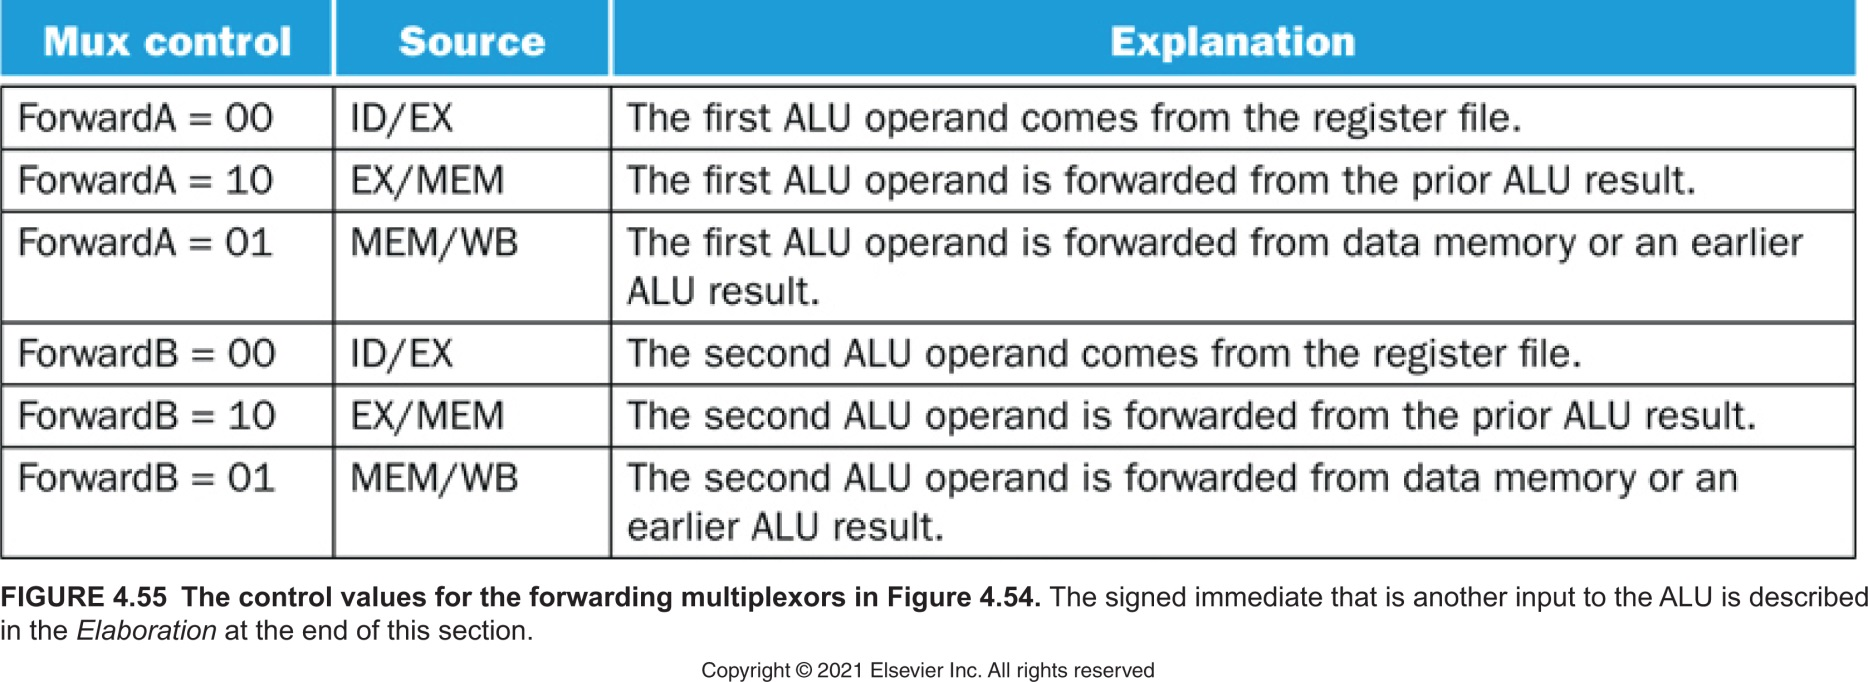 Mux control Source Explanation
ForwardA = 00 ID/EX The first ALU operand comes from the register file.
ForwardA = 10 EX/MEM The first ALU operand is forwarded from the prior ALU result.
ForwardA = 01 MEM/WB The first ALU operand is forwarded from data memory or an earlier
ALU result.
ForwardB = 00 ID/EX The second ALU operand comes from the register file.
ForwardB = 10 EX/MEM The second ALU operand is forwarded from the prior ALU result.
ForwardB = 01 MEM/WB The second ALU operand is forwarded from data memory or an
earlier ALU result.
FIGURE 4.55 The control values for the forwarding multiplexors in Figure 4.54. The signed immediate that is another input to the ALU is described
in the Elaboration at the end of this section.
Copyright © 2021 Elsevier Inc. All rights reserved